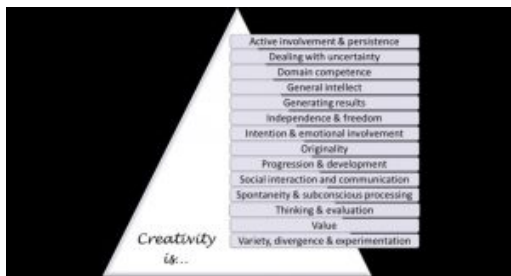 Active involvement & persistence
Dealing with uncertainty
Domain competence
General intellect
Generating results
Independence & freedom
Intention & emotional involvement
Originality
Progression & development
Social interaction and communication
Spontaneity & subconscious processing
Thinking & evaluation
Value
Variety, divergence & experimentation
Creativity
is...